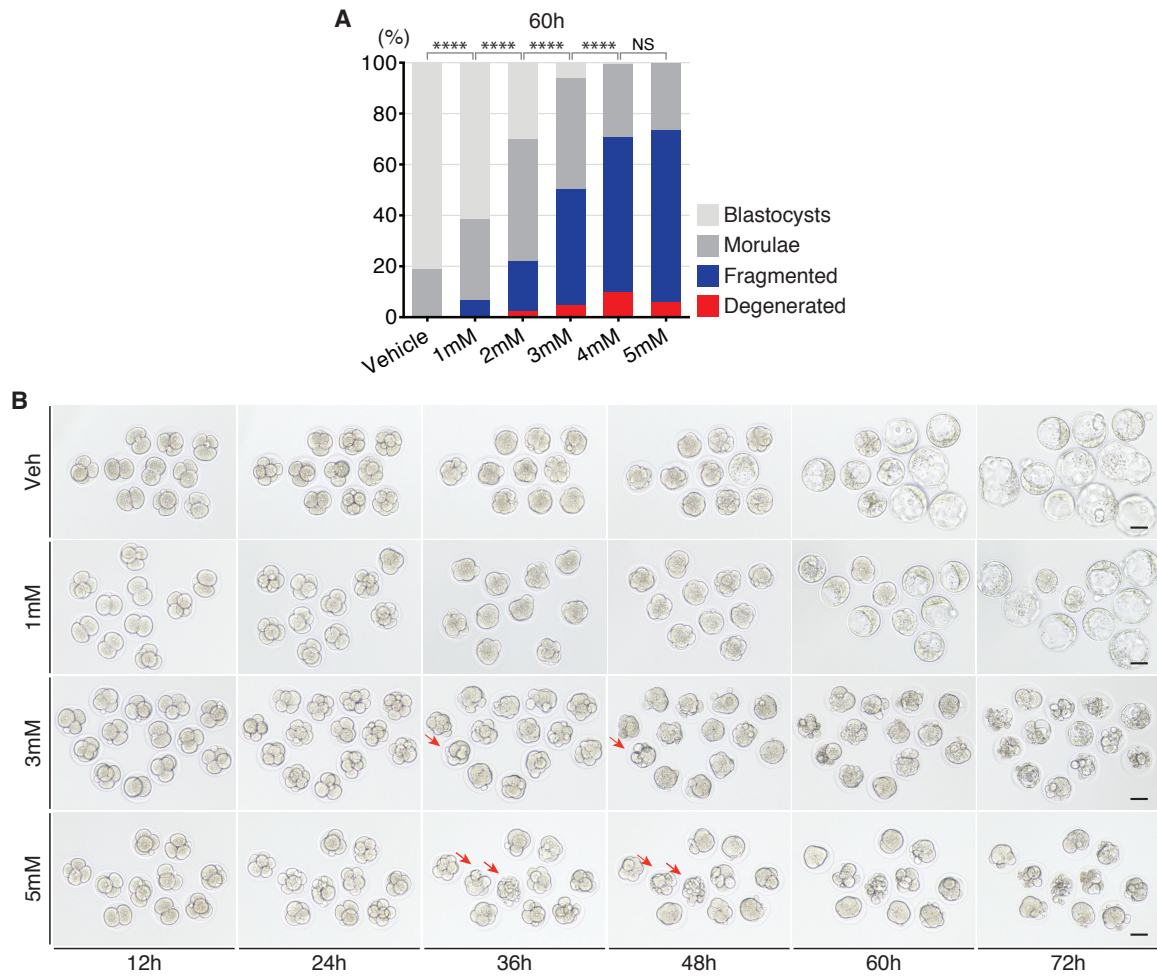 A
60h
(%)
**** **** **** **** NS
100
80
60
40
20
0
Vehicle 1mM 2mM 3mM 4mM 5mM
Blastocysts
Morulae
Fragmented
Degenerated
B
Veh
1mM
3mM
5mM
12h 24h 36h 48h 60h 72h